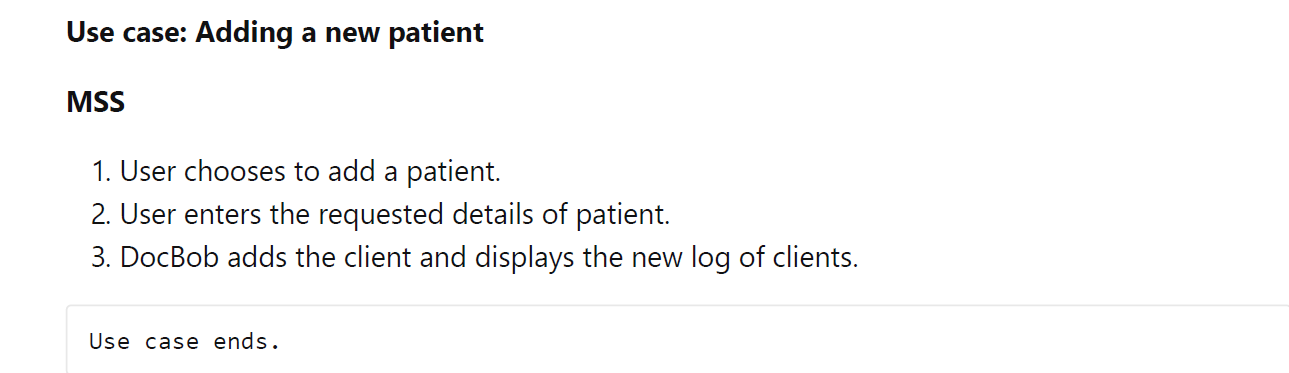 Use case: Adding a new patient
MSS
1. User chooses to add a patient.
2. User enters the requested details of patient.
3. DocBob adds the client and displays the new log of clients.
Use case ends.